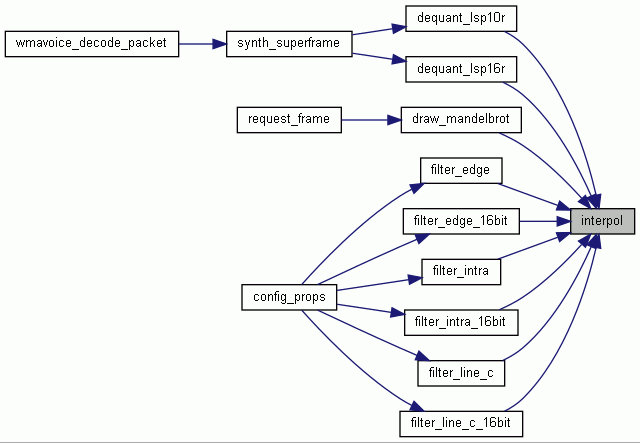 dequant_lsp10r
wmavoice_decode_packet
synth_superframe
dequant_lsp16r
request_frame
draw_mandelbrot
filter_edge
filter_edge_16bit
interpol
filter_intra
config_props
filter_intra_16bit
filter_line_c
filter_line_c_16bit